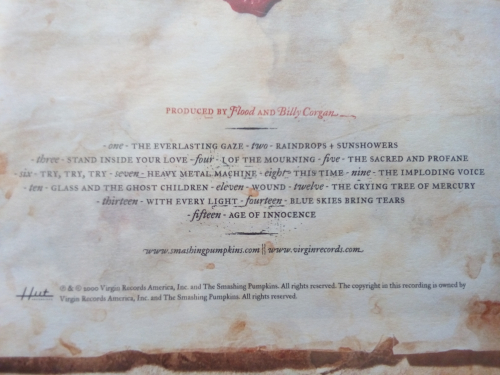 PRODUCED BY Flood AND Billy Corgan
- one - THE EVERLASTING GAZE - two - RAINDROPS + SUNSHOWERS
- three - STAND INSIDE YOUR LOVE - four - I OF THE MOURNING - five - THE SACRED AND PROFANE
six - TRY, TRY, TRY - seven - HEAVY METAL MACHINE - eight - THIS TIME - nine - THE IMPLODING VOICE
- ten - GLASS AND THE GHOST CHILDREN - eleven - WOUND - twelve - THE CRYING TREE OF MERCURY
- thirteen - WITH EVERY LIGHT - fourteen - BLUE SKIES BRING TEARS
- fifteen - AGE OF INNOCENCE
www.smashingpumpkins.com || www.virginrecords.com
Hut
℗ & © 2000 Virgin Records America, Inc. and The Smashing Pumpkins. All rights reserved. The copyright in this recording is owned by
Virgin Records America, Inc. and The Smashing Pumpkins. All rights reserved.